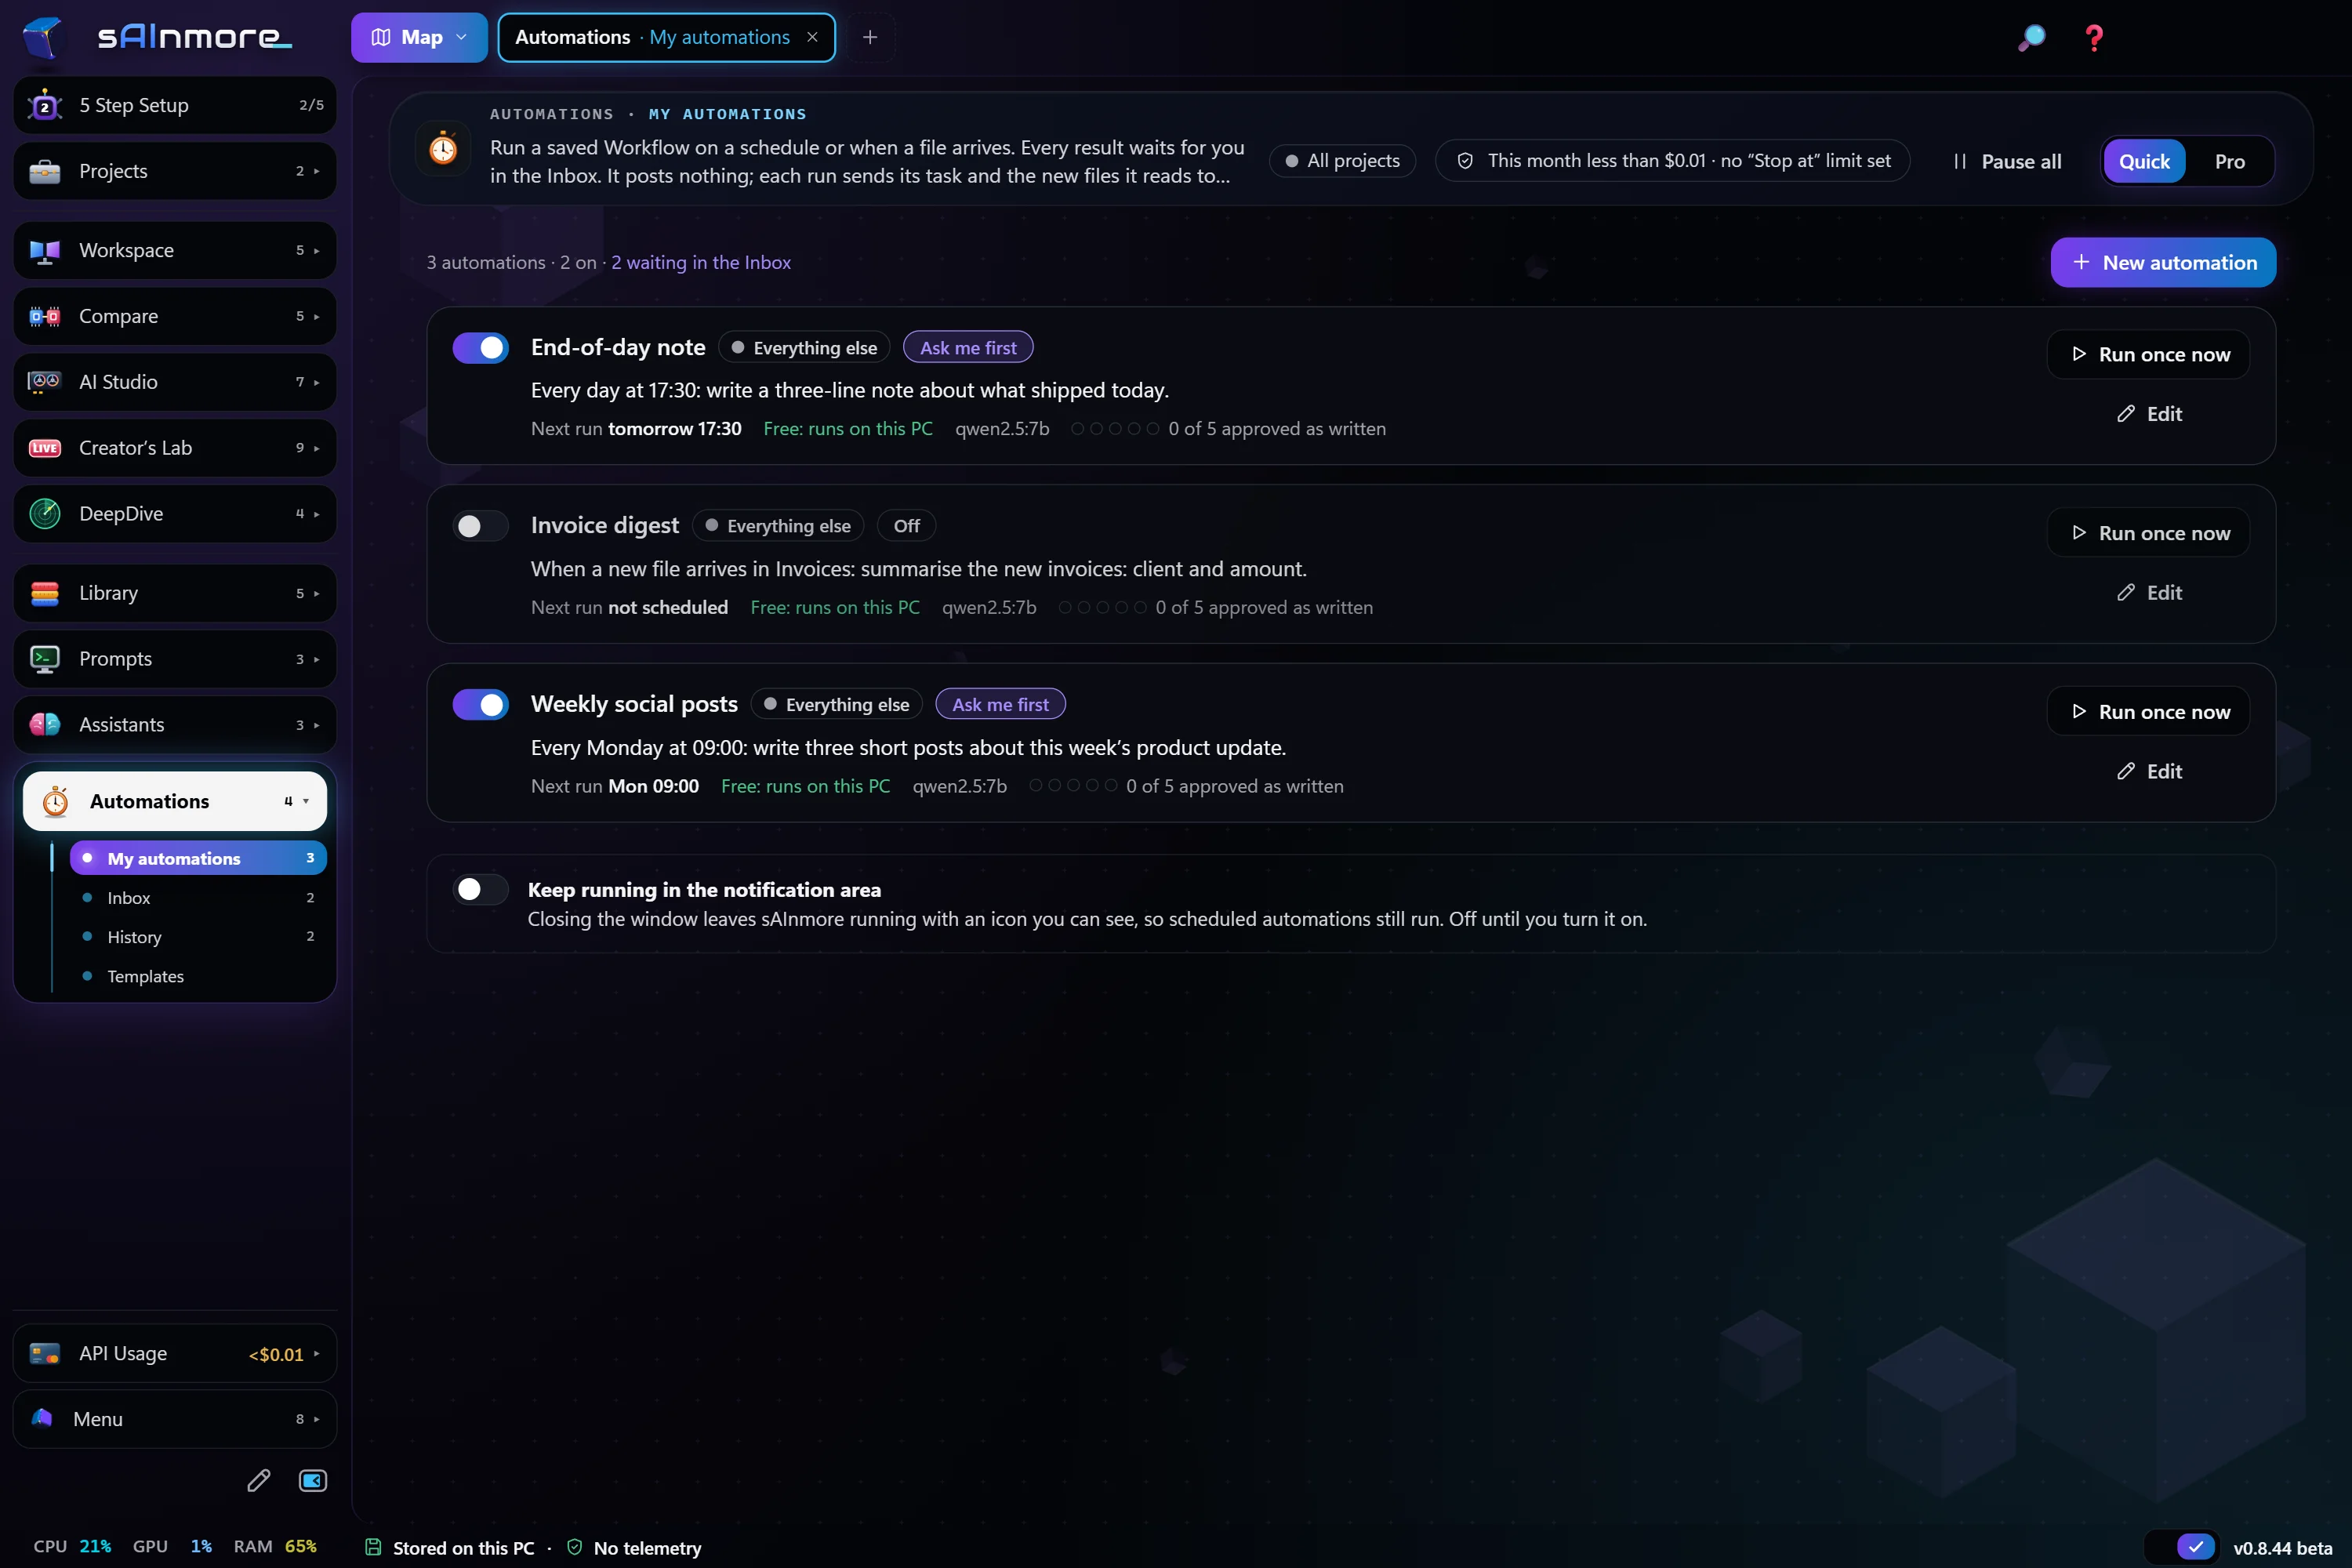 sAInmore_
Map
Automations · My automations
5 Step Setup 2/5
Projects 2
Workspace 5
Compare 5
AI Studio 7
LIVE Creator’s Lab 9
DeepDive 4
Library 5
Prompts 3
Assistants 3
Automations 4
My automations 3
Inbox 2
History 2
Templates
API Usage <$0.01
Menu 8
AUTOMATIONS · MY AUTOMATIONS
Run a saved Workflow on a schedule or when a file arrives. Every result waits for you
in the Inbox. It posts nothing; each run sends its task and the new files it reads to...
All projects
This month less than $0.01 · no “Stop at” limit set
Pause all
Quick
Pro
3 automations · 2 on · 2 waiting in the Inbox
New automation
End-of-day note Everything else Ask me first
Every day at 17:30: write a three-line note about what shipped today.
Next run tomorrow 17:30 Free: runs on this PC qwen2.5:7b 0 of 5 approved as written
Run once now
Edit
Invoice digest Everything else Off
When a new file arrives in Invoices: summarise the new invoices: client and amount.
Next run not scheduled Free: runs on this PC qwen2.5:7b 0 of 5 approved as written
Run once now
Edit
Weekly social posts Everything else Ask me first
Every Monday at 09:00: write three short posts about this week’s product update.
Next run Mon 09:00 Free: runs on this PC qwen2.5:7b 0 of 5 approved as written
Run once now
Edit
Keep running in the notification area
Closing the window leaves sAInmore running with an icon you can see, so scheduled automations still run. Off until you turn it on.
CPU 21% GPU 1% RAM 65%
Stored on this PC · No telemetry
v0.8.44 beta